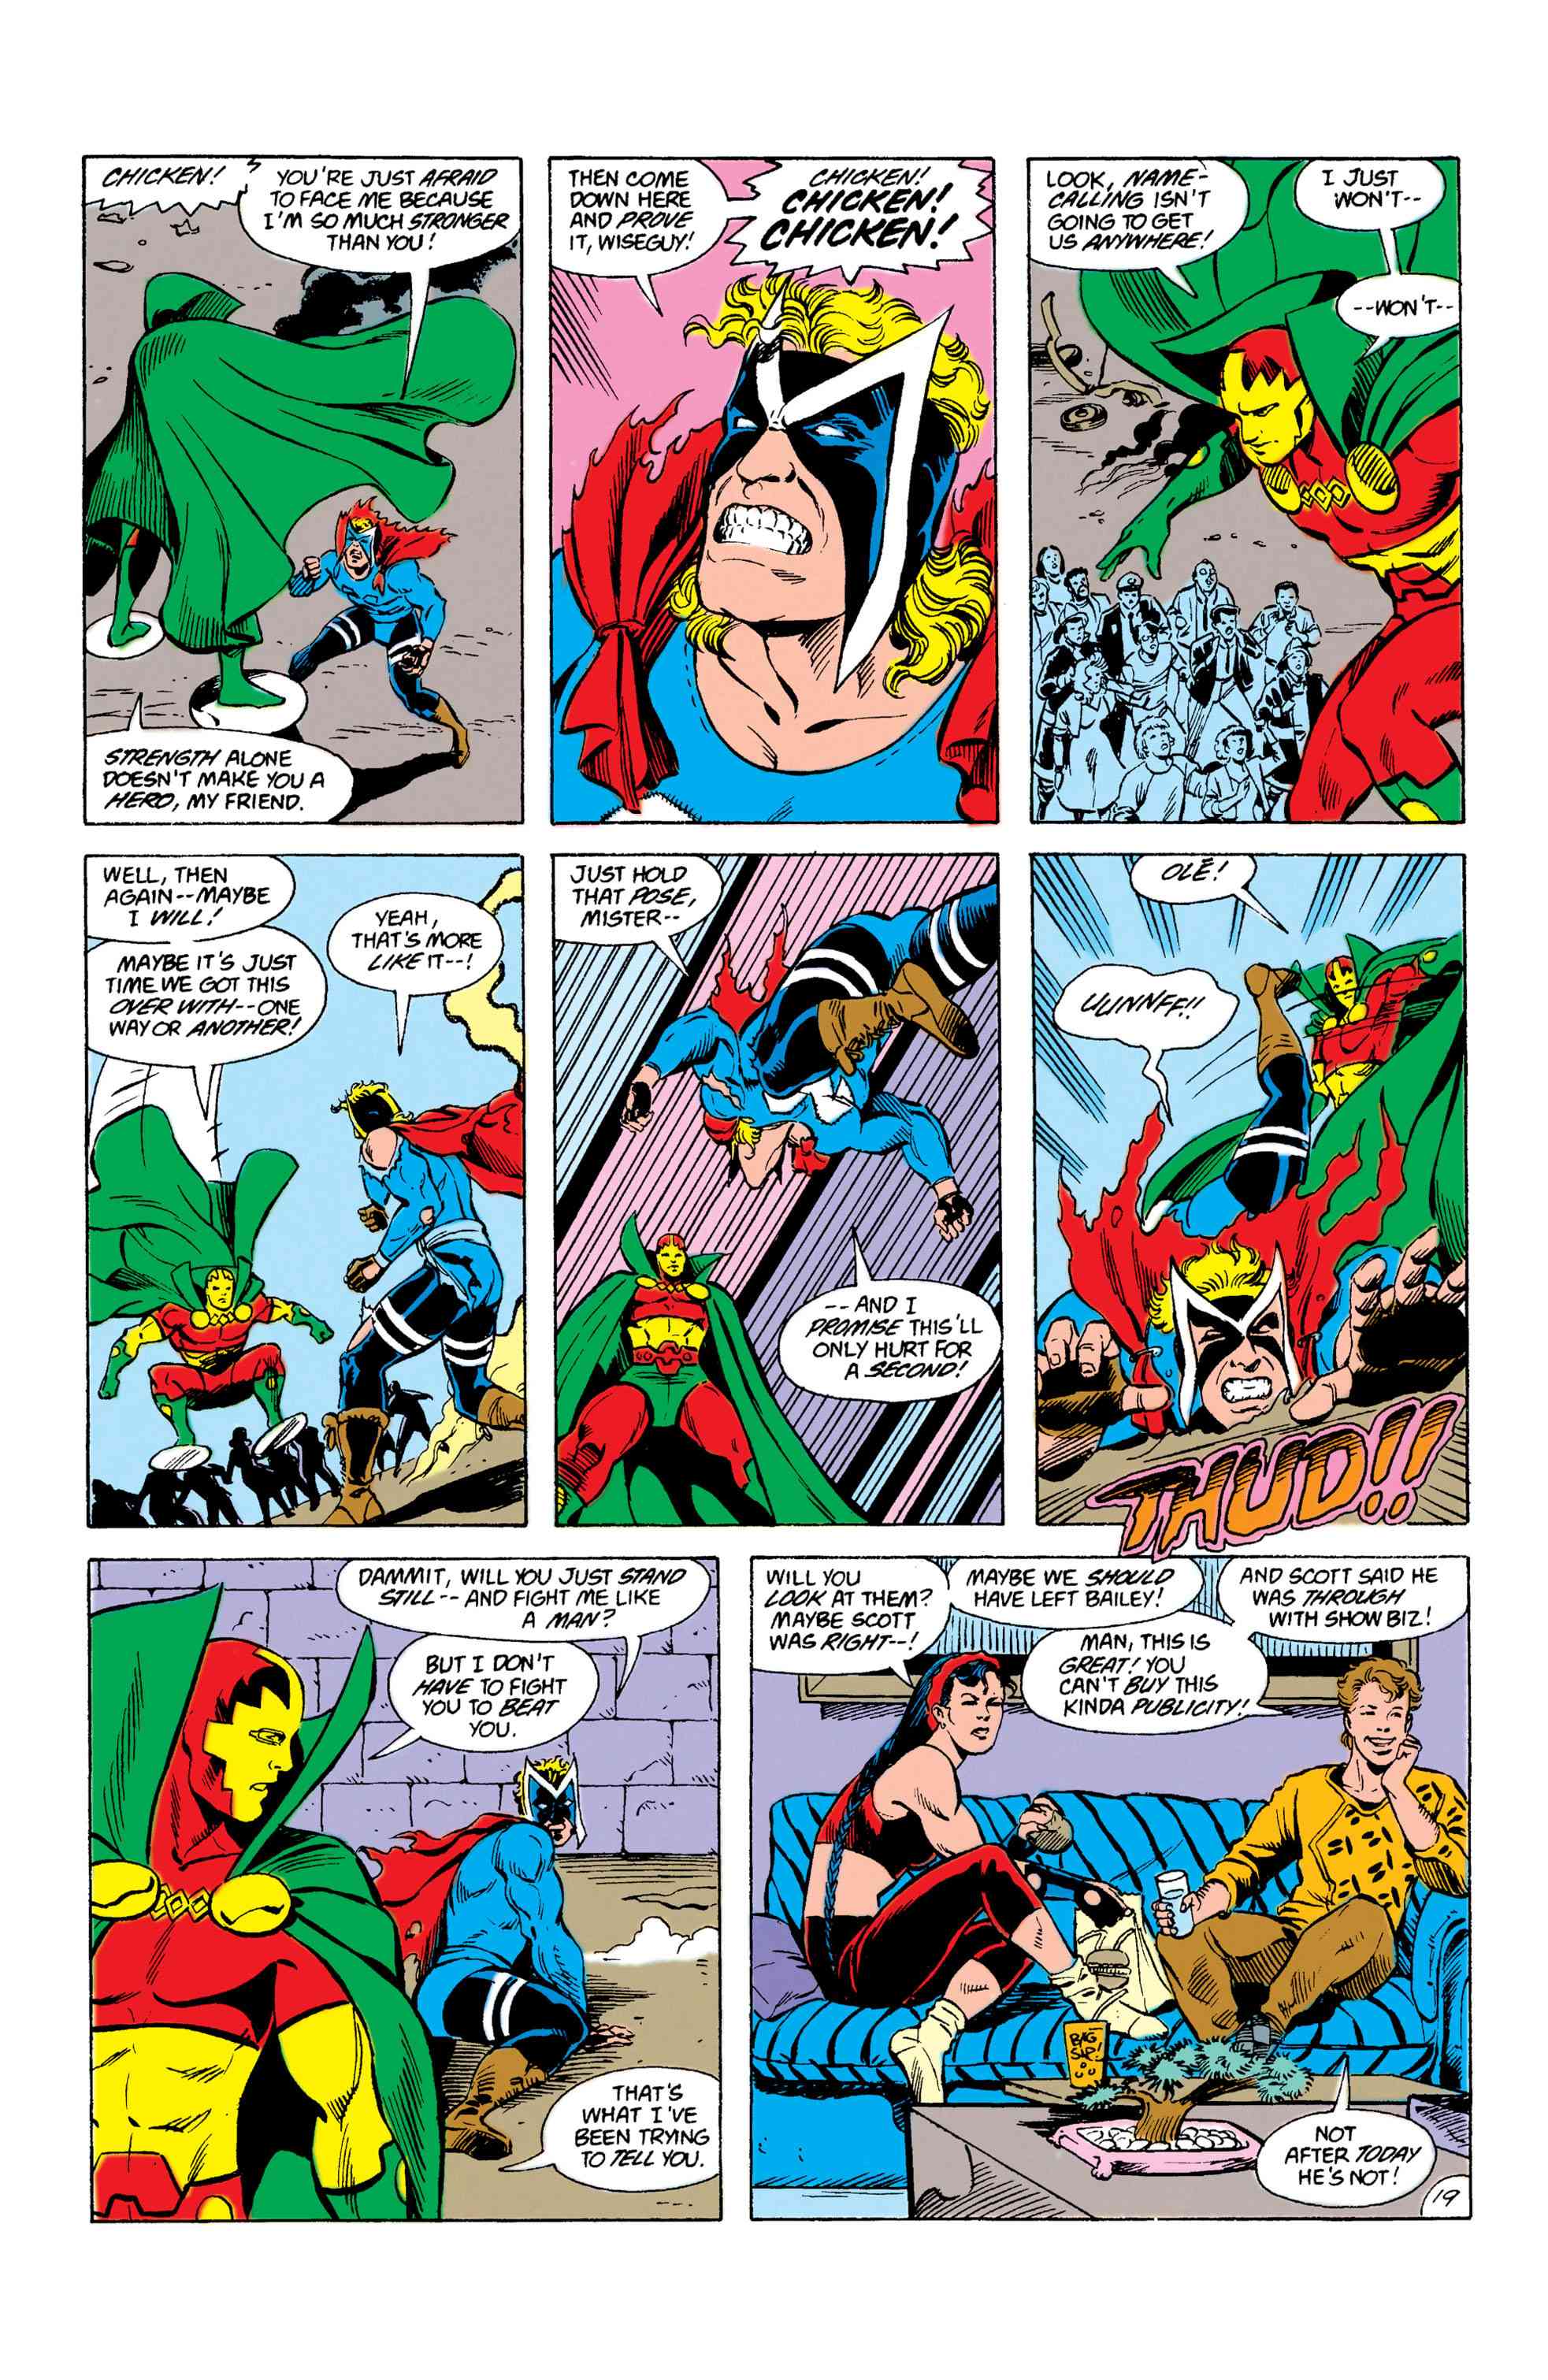 CHICKEN!
YOU'RE JUST AFRAID
TO FACE ME BECAUSE
I'M SO MUCH STRONGER
THAN YOU!
STRENGTH ALONE
DOESN'T MAKE YOU A
HERO, MY FRIEND.
THEN COME
DOWN HERE
AND PROVE
IT, WISEGUY!
CHICKEN!
CHICKEN!
CHICKEN!
LOOK, NAME-
CALLING ISN'T
GOING TO GET
US ANYWHERE!
I JUST
WON'T--
--WON'T--
WELL, THEN
AGAIN--MAYBE
I WILL!
MAYBE IT'S JUST
TIME WE GOT THIS
OVER WITH--ONE
WAY OR ANOTHER!
YEAH,
THAT'S MORE
LIKE IT--!
JUST HOLD
THAT POSE,
MISTER--
--AND I
PROMISE THIS'LL
ONLY HURT FOR
A SECOND!
OLÉ!
UUNNFF!!
THUD!!
DAMMIT, WILL YOU JUST STAND
STILL--AND FIGHT ME LIKE
A MAN?
BUT I DON'T
HAVE TO FIGHT
YOU TO BEAT
YOU.
THAT'S
WHAT I'VE
BEEN TRYING
TO TELL YOU.
WILL YOU
LOOK AT THEM?
MAYBE SCOTT
WAS RIGHT--!
MAYBE WE SHOULD
HAVE LEFT BAILEY!
AND SCOTT SAID HE
WAS THROUGH
WITH SHOW BIZ!
MAN, THIS IS
GREAT! YOU
CAN'T BUY THIS
KINDA PUBLICITY!
NOT
AFTER TODAY
HE'S NOT!
19